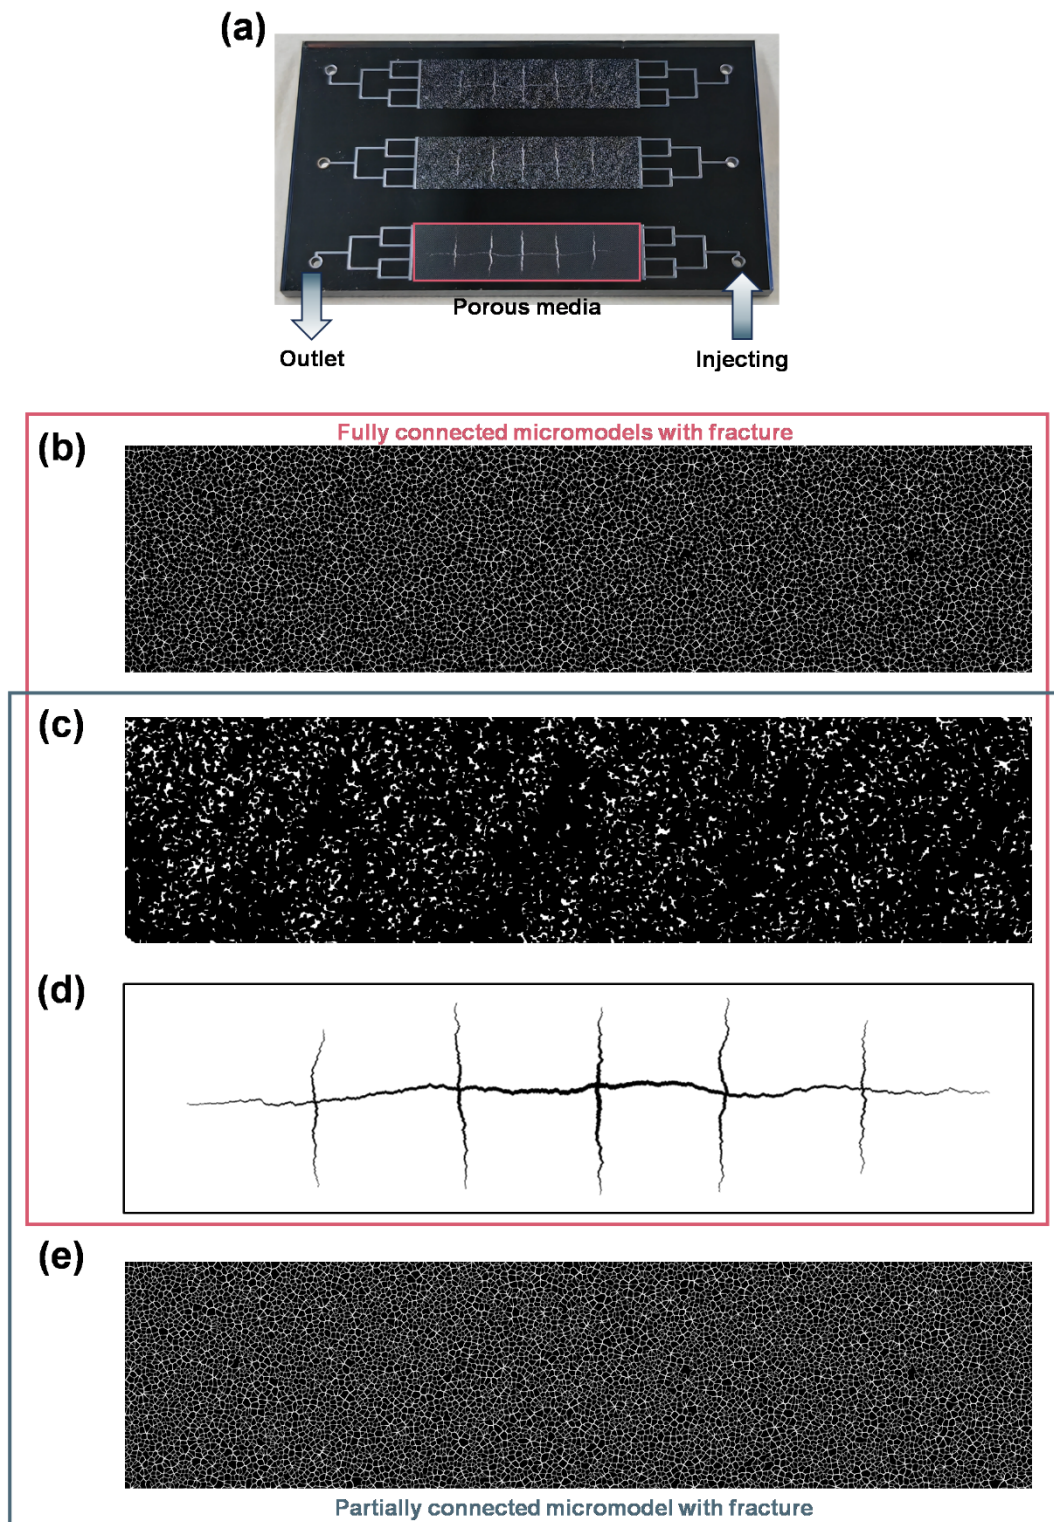 (a)
Porous media
Outlet
Injecting
(b)
Fully connected micromodels with fracture
(c)
(d)
(e)
Partially connected micromodel with fracture